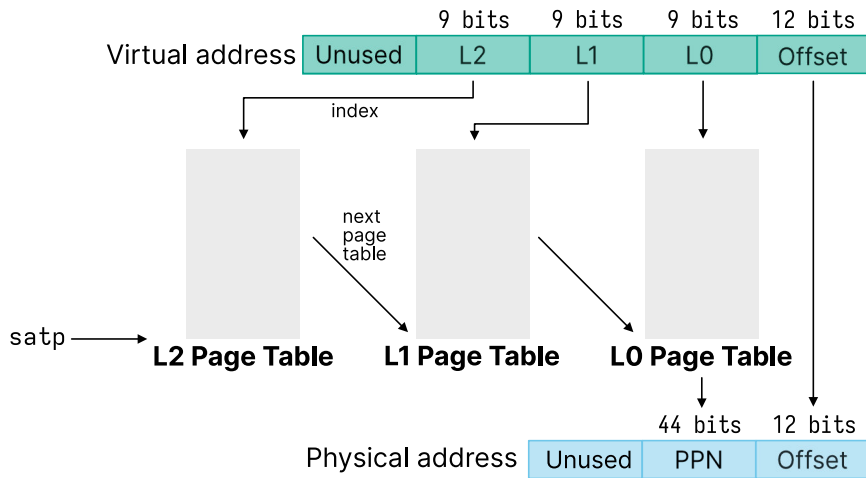 9 bits 9 bits 9 bits 12 bits
Virtual address Unused L2 L1 L0 Offset
index
next
page
table
satp
L2 Page Table L1 Page Table L0 Page Table
44 bits 12 bits
Physical address Unused PPN Offset